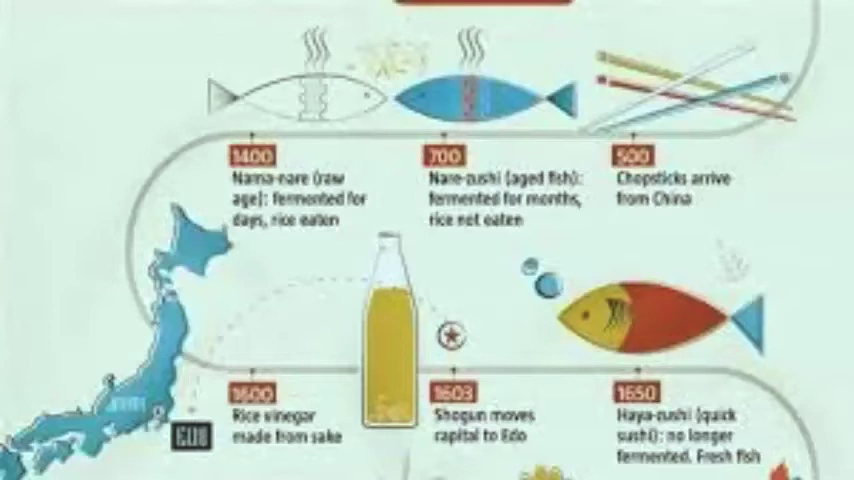 1400
Nama-nare (raw
age): fermented for
days, rice eaten
700
Nare-zushi (aged fish):
fermented for months,
rice not eaten
500
Chopsticks arrive
from China
1600
Rice vinegar
made from sake
1603
Shogun moves
capital to Edo
1650
Haya-zushi (quick
sushi): no longer
fermented. Fresh fish